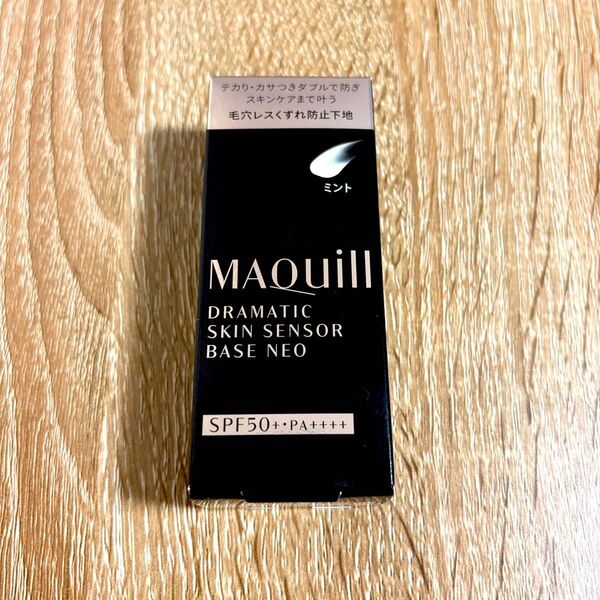 テカり・カサつきダブルで防ぎ
スキンケアまで叶う
毛穴レスくずれ防止下地
ミント
MAQuill
DRAMATIC
SKIN SENSOR
BASE NEO
SPF50+・PA++++